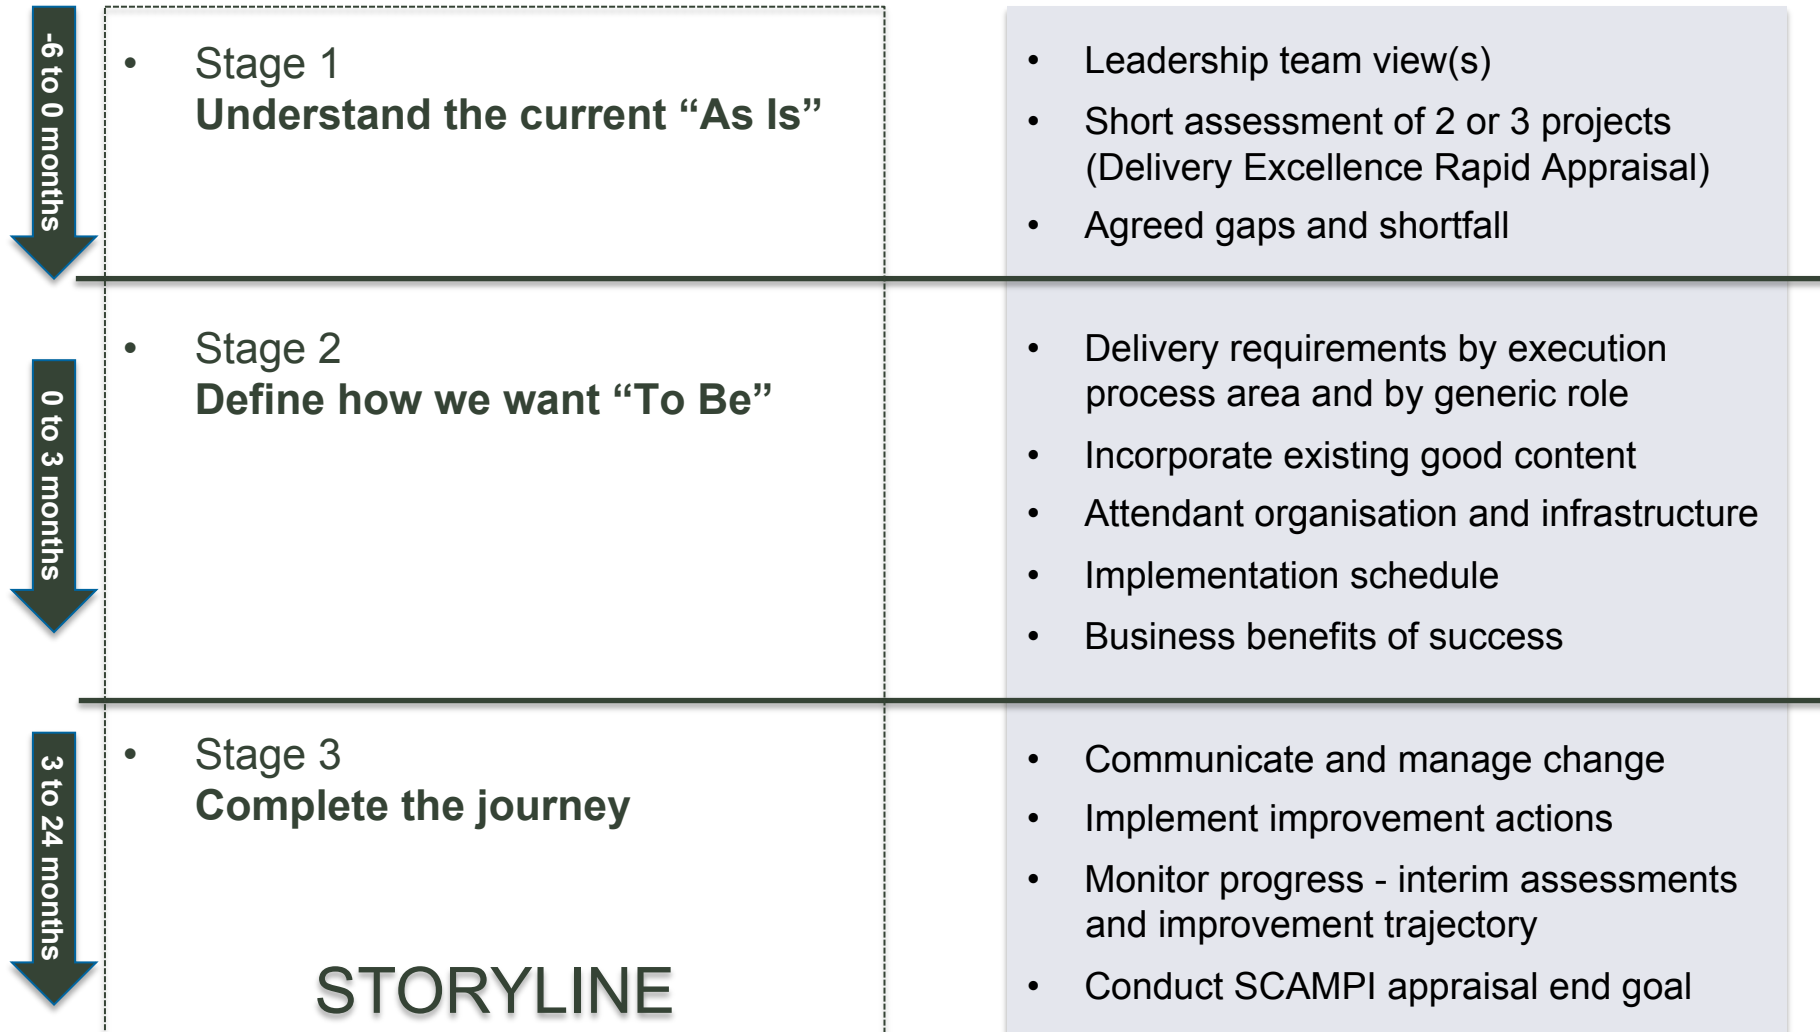 -6 to 0 months
• Stage 1
Understand the current “As Is”
• Leadership team view(s)
• Short assessment of 2 or 3 projects
(Delivery Excellence Rapid Appraisal)
• Agreed gaps and shortfall
0 to 3 months
• Stage 2
Define how we want “To Be”
• Delivery requirements by execution
process area and by generic role
• Incorporate existing good content
• Attendant organisation and infrastructure
• Implementation schedule
• Business benefits of success
3 to 24 months
• Stage 3
Complete the journey
STORYLINE
• Communicate and manage change
• Implement improvement actions
• Monitor progress - interim assessments
and improvement trajectory
• Conduct SCAMPI appraisal end goal